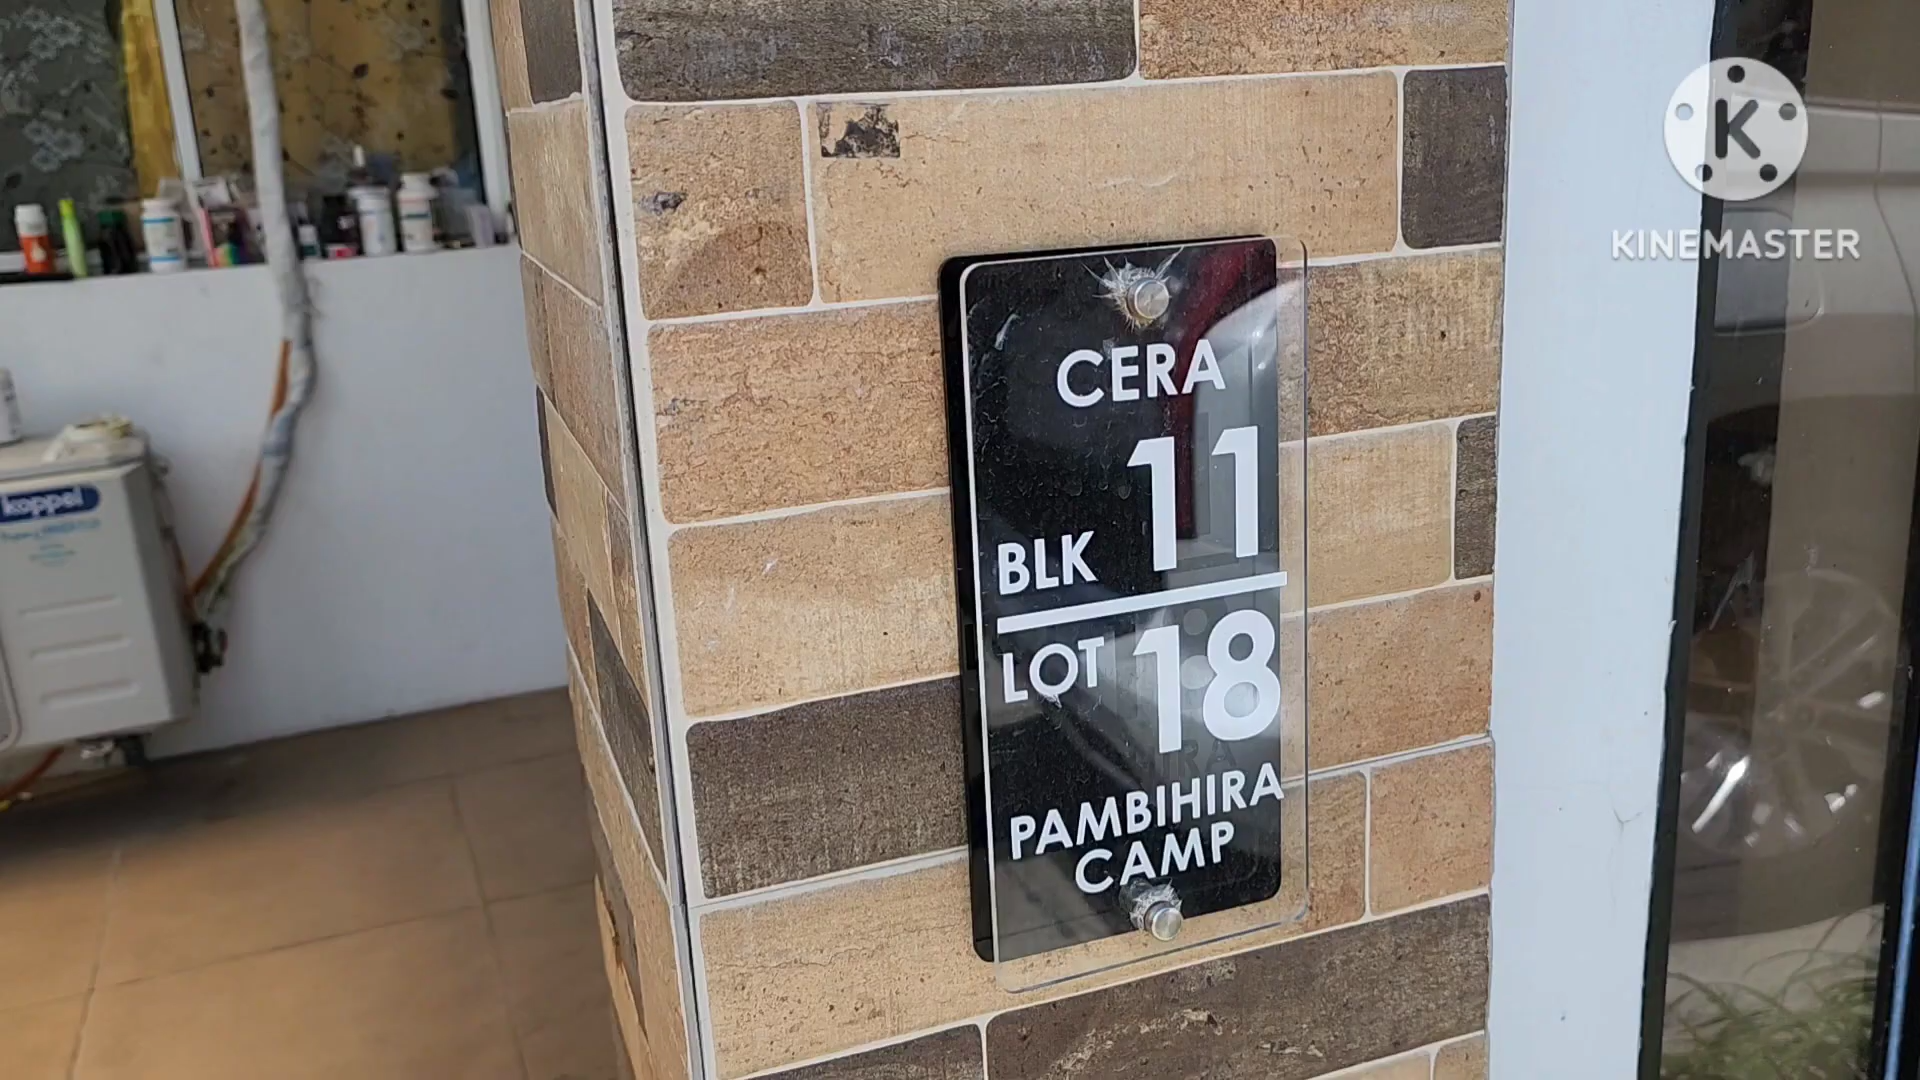 KINEMASTER
CERA
BLK 11
LOT 18
PAMBIHIRA
CAMP
koppel